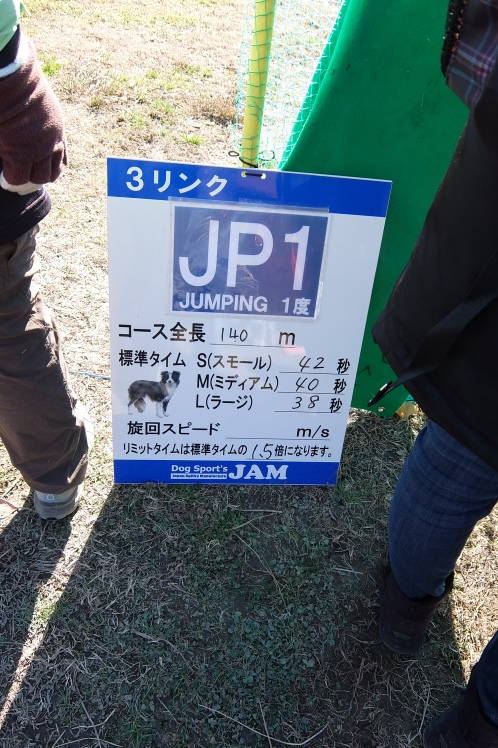 3リンク
JP1
JUMPING 1度
コース全長 140 m
標準タイム S(スモール) 42 秒
M(ミディアム) 40 秒
L(ラージ) 38 秒
旋回スピード m/s
リミットタイムは標準タイムの 1.5 倍になります。
Dog Sport's JAM
Japan Agility Manufacture